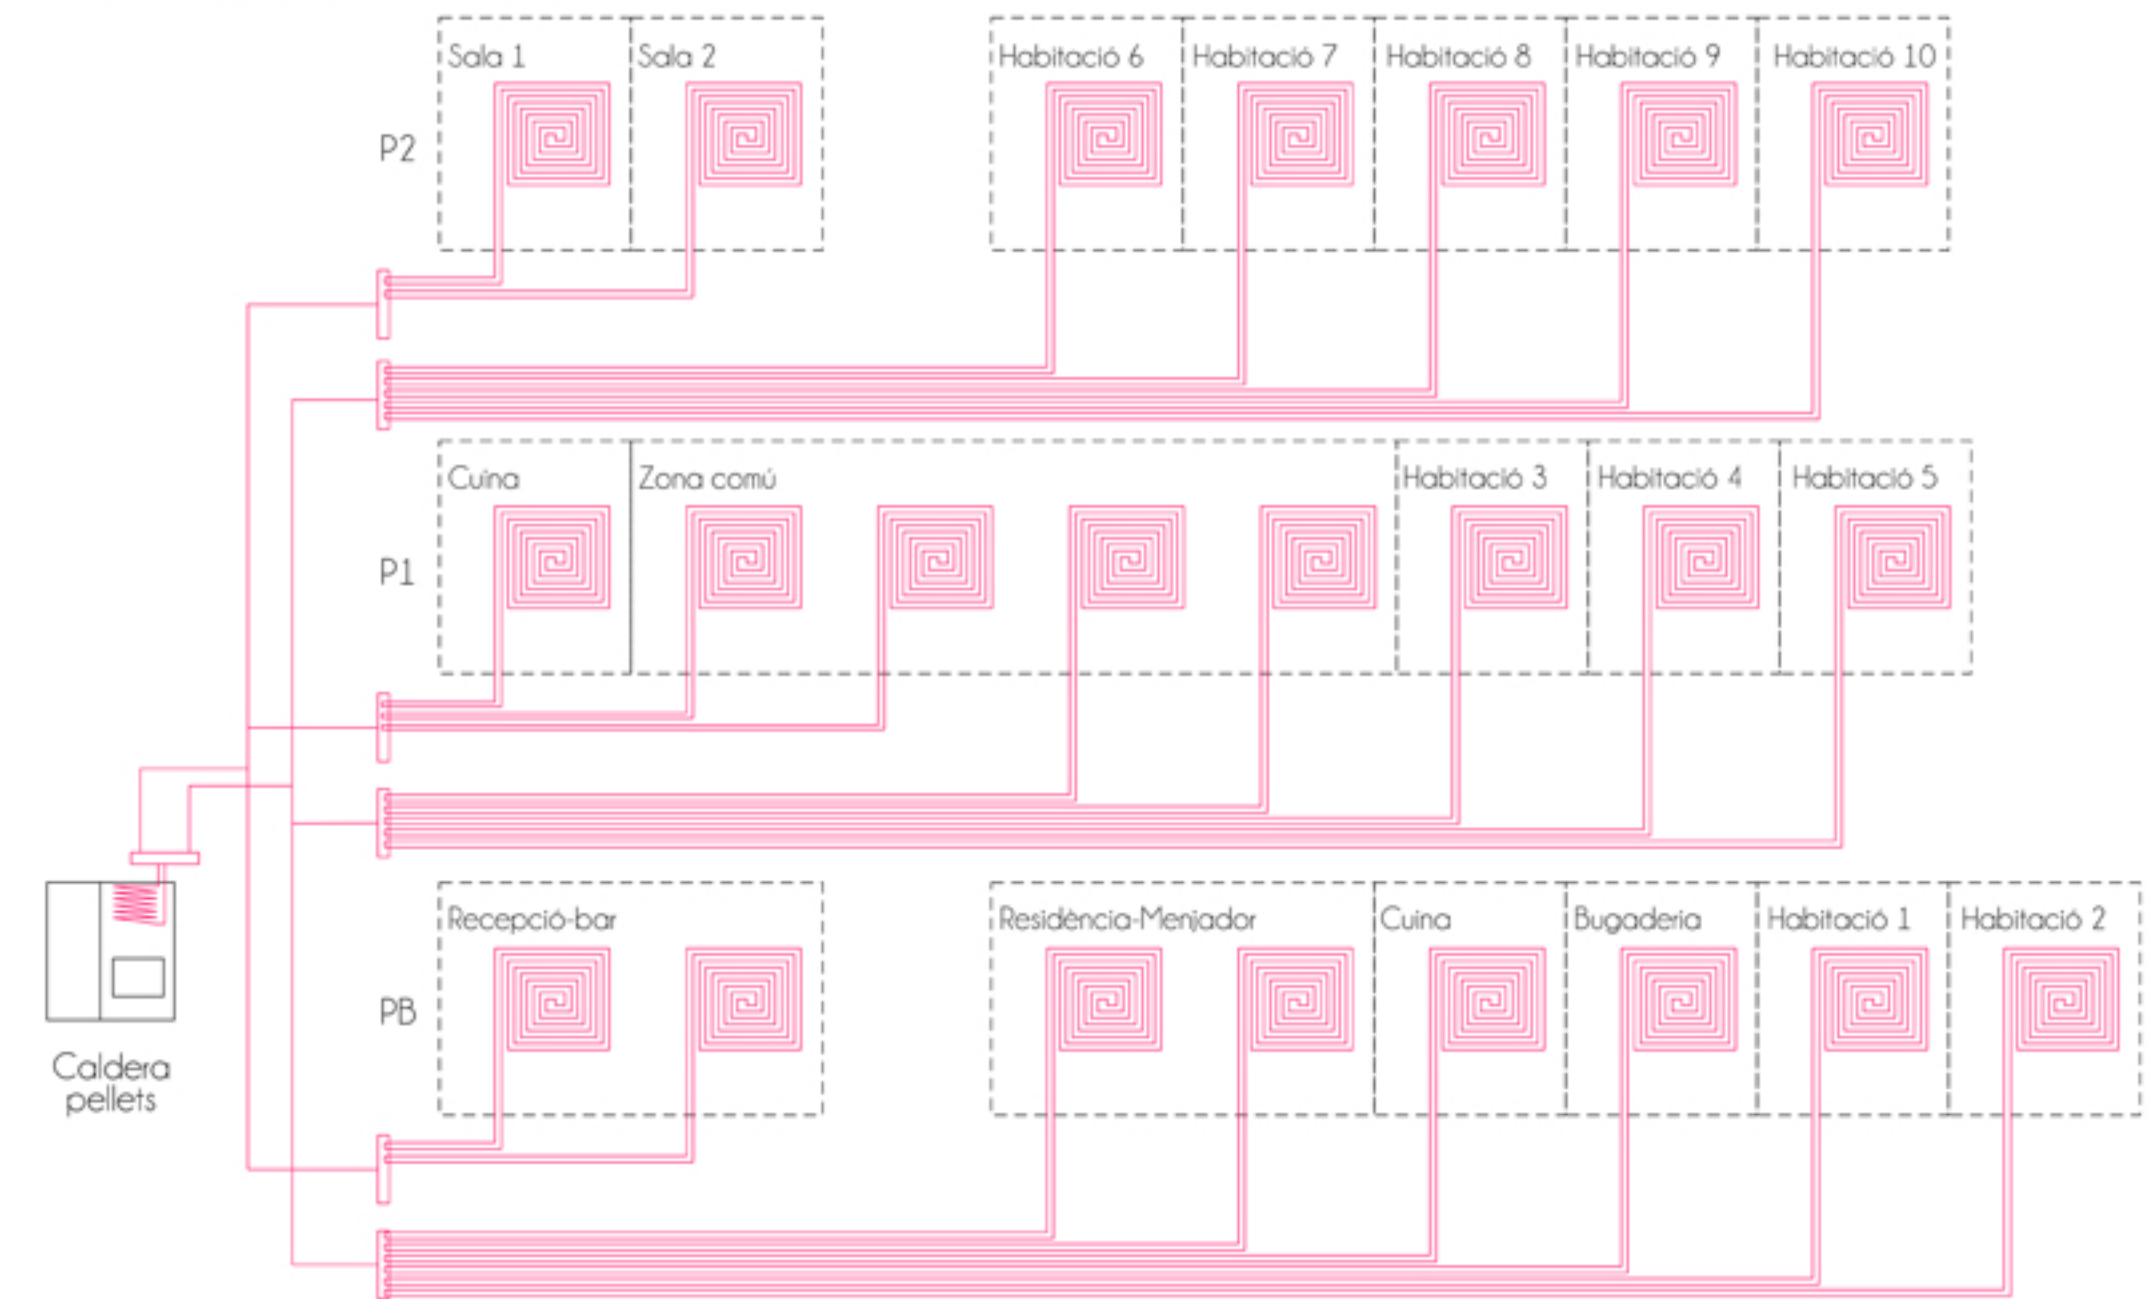 Sala 1
Sala 2
Habitació 6
Habitació 7
Habitació 8
Habitació 9
Habitació 10
P2
Cuina
Zona comú
Habitació 3
Habitació 4
Habitació 5
P1
Recepció-bar
Residència-Menjador
Cuina
Bugaderia
Habitació 1
Habitació 2
PB
Caldera
pellets